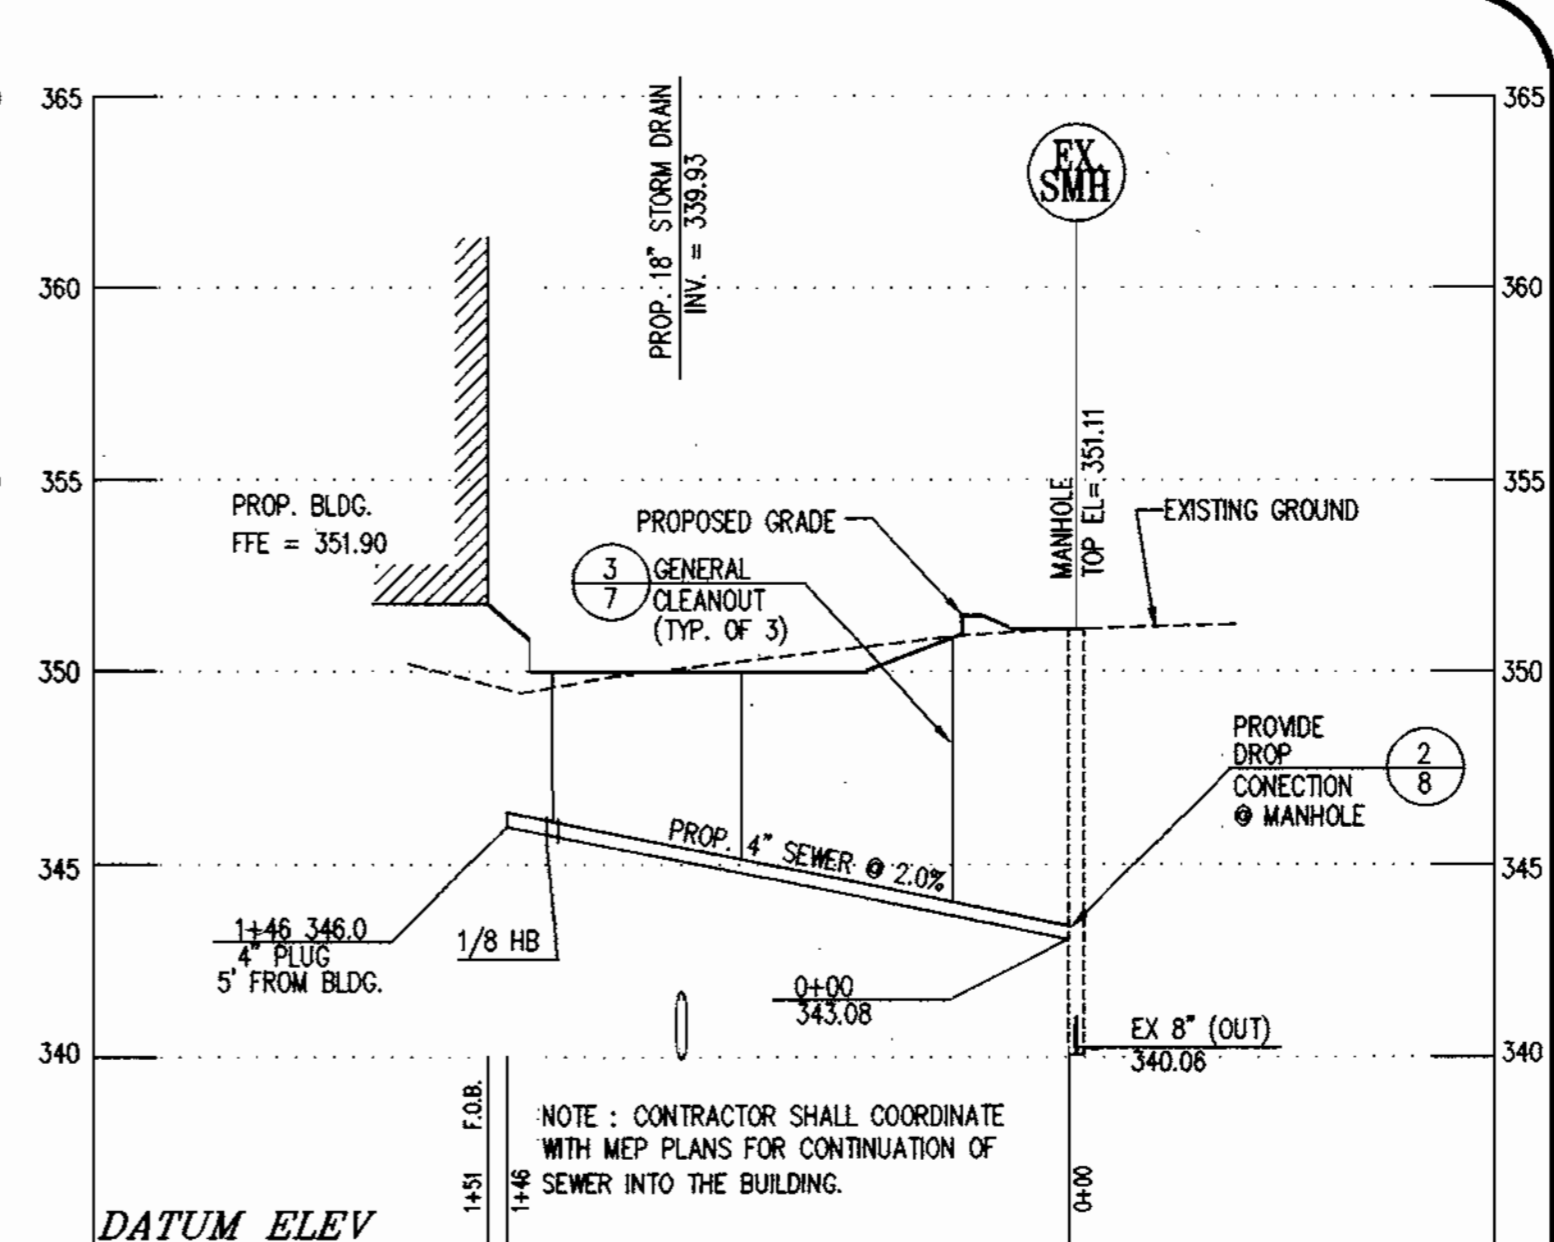 365
365
PROP. 18" STORM DRAIN
INV. = 339.93
EX.
SMH
360
360
355
355
PROP. BLDG.
FFE = 351.90
PROPOSED GRADE
MANHOLE
TOP EL= 351.11
EXISTING GROUND
3
7
GENERAL
CLEANOUT
(TYP. OF 3)
350
350
PROVIDE
DROP
CONECTION
@ MANHOLE
2
8
PROP. 4" SEWER @ 2.0%
345
345
1+46 346.0
4" PLUG
5' FROM BLDG.
1/8 HB
0+00
343.08
EX 8" (OUT)
340.06
340
340
1+51 F.O.B.
1+46
NOTE : CONTRACTOR SHALL COORDINATE
WITH MEP PLANS FOR CONTINUATION OF
SEWER INTO THE BUILDING.
0+00
DATUM ELEV